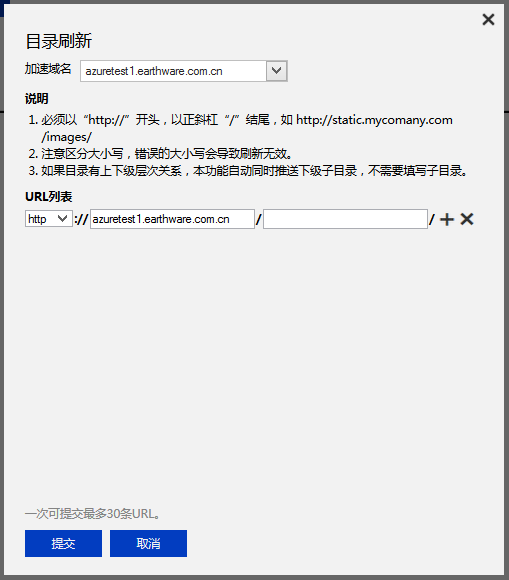 目录刷新
加速域名 azuretest1.earthware.com.cn
说明
1. 必须以“http://”开头，以正斜杠“/”结尾，如 http://static.mycomany.com
/images/
2. 注意区分大小写，错误的大小写会导致刷新无效。
3. 如果目录有上下级层次关系，本功能自动同时推送下级子目录，不需要填写子目录。
URL列表
http :// azuretest1.earthware.com.cn / /
一次可提交最多30条URL。
提交 取消